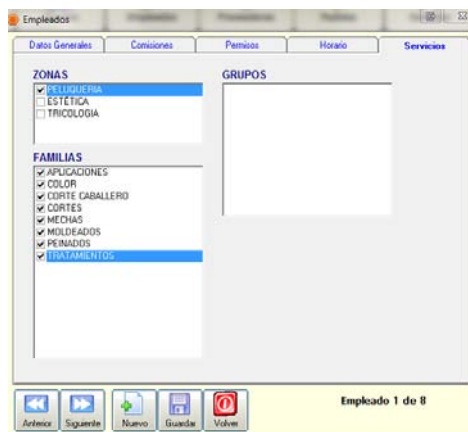 Empleados
Datos Generales Comisiones Permisos Horario Servicios
ZONAS
PELUQUERIA
ESTÉTICA
TRICOLOGIA
GRUPOS
FAMILIAS
APLICACIONES
COLOR
CORTE CABALLERO
CORTES
MECHAS
MOLDEADOS
PEINADOS
TRATAMIENTOS
Anterior Siguiente Nuevo Guardar Volver
Empleado 1 de 8